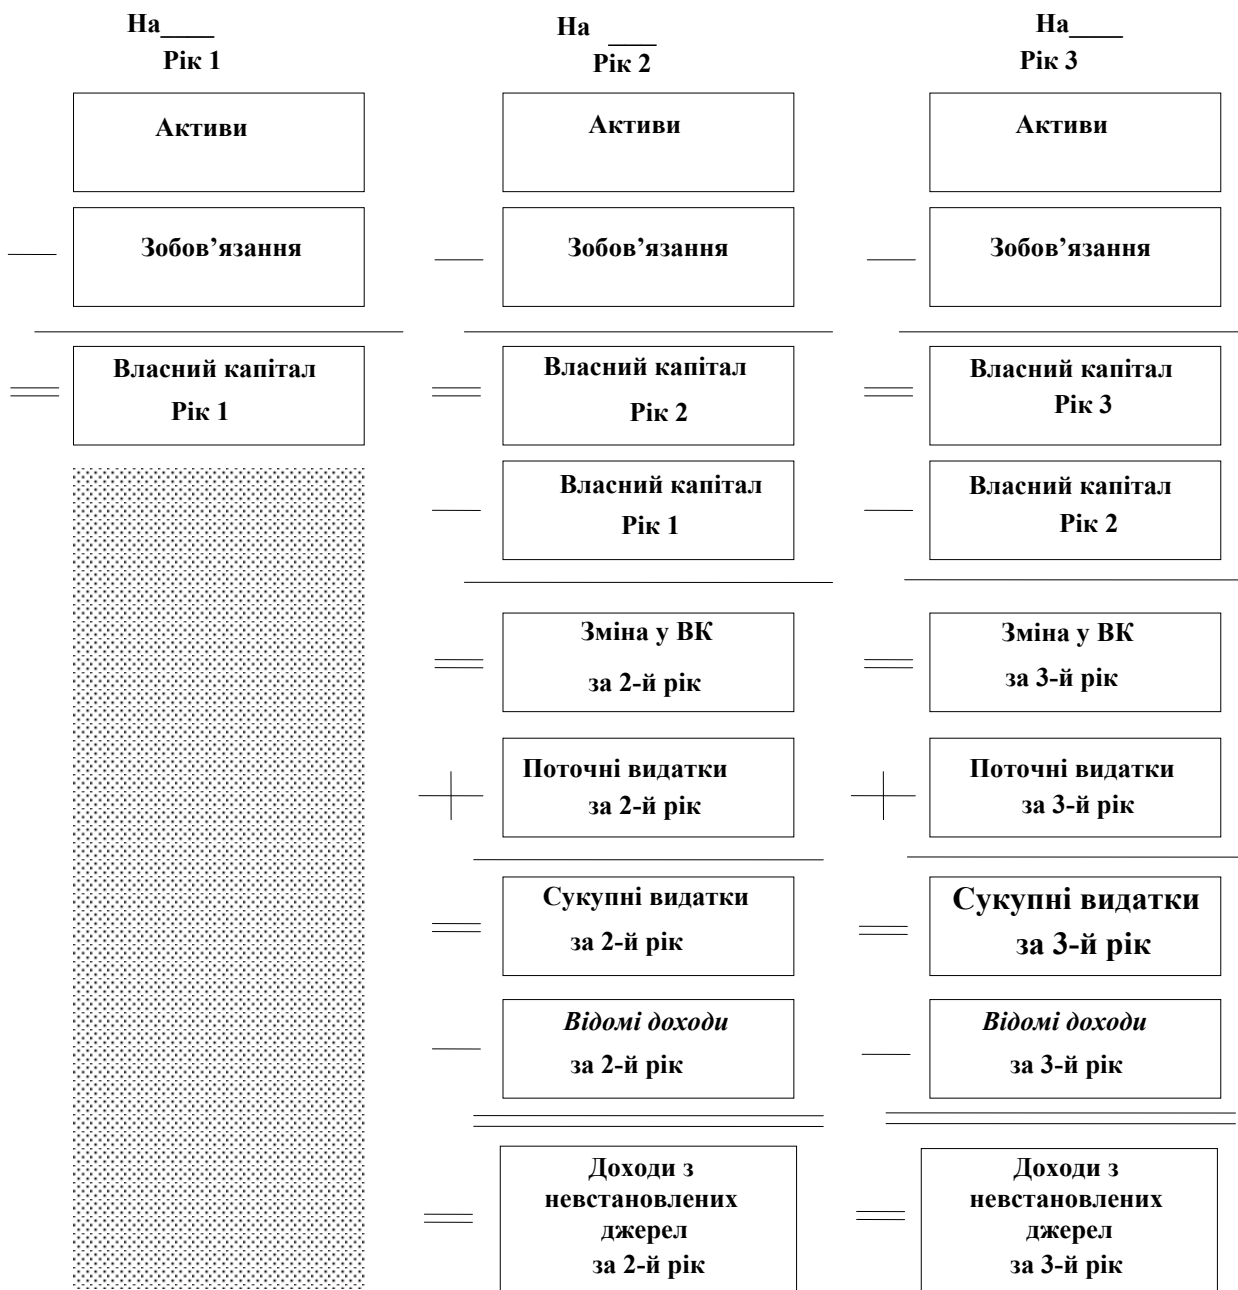 На____
Рік 1
Активи
Зобов’язання
Власний капітал
Рік 1
На ____
Рік 2
Активи
Зобов’язання
Власний капітал
Рік 2
Власний капітал
Рік 1
Зміна у ВК
за 2-й рік
Поточні видатки
за 2-й рік
Сукупні видатки
за 2-й рік
Відомі доходи
за 2-й рік
Доходи з
невстановлених
джерел
за 2-й рік
На____
Рік 3
Активи
Зобов’язання
Власний капітал
Рік 3
Власний капітал
Рік 2
Зміна у ВК
за 3-й рік
Поточні видатки
за 3-й рік
Сукупні видатки
за 3-й рік
Відомі доходи
за 3-й рік
Доходи з
невстановлених
джерел
за 3-й рік